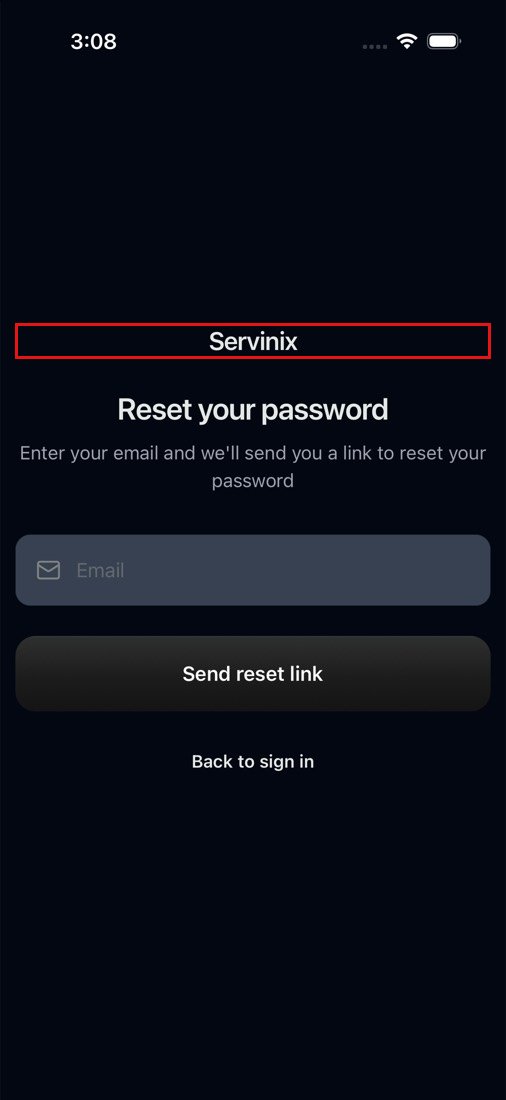 3:08
Servinix
Reset your password
Enter your email and we'll send you a link to reset your
password
Email
Send reset link
Back to sign in